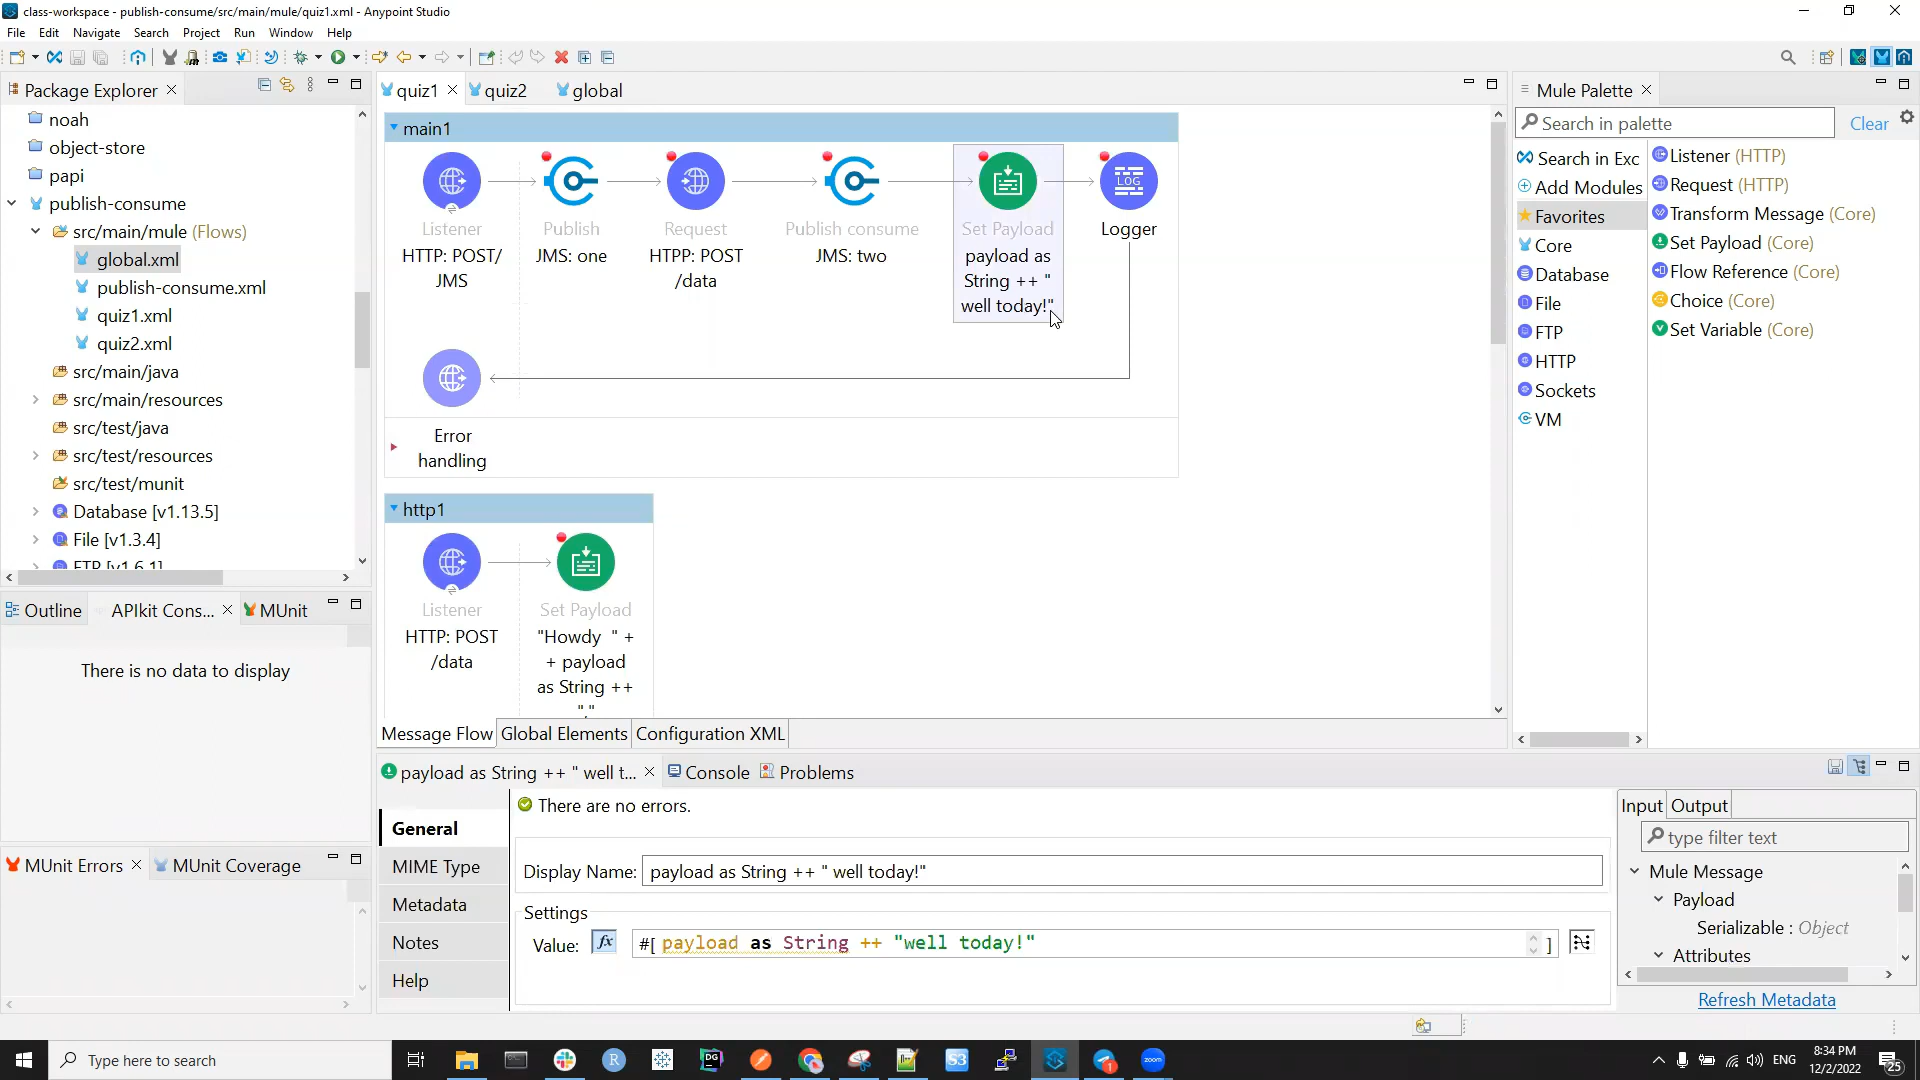 class-workspace - publish-consume/src/main/mule/quiz1.xml - Anypoint Studio
File Edit Navigate Search Project Run Window Help
Package Explorer
noah
object-store
papi
publish-consume
src/main/mule (Flows)
global.xml
publish-consume.xml
quiz1.xml
quiz2.xml
src/main/java
src/main/resources
src/test/java
src/test/resources
src/test/munit
Database [v1.13.5]
File [v1.3.4]
FTP [v1.6.1]
Outline APIkit Cons... MUnit
There is no data to display
MUnit Errors MUnit Coverage
quiz1 quiz2 global
main1
LOG
Listener Publish Request Publish consume Set Payload Logger
HTTP: POST/
JMS
JMS: one
HTPP: POST
/data
JMS: two
payload as
String ++ "
well today!"
Error
handling
http1
Listener
HTTP: POST
/data
Set Payload
"Howdy " +
+ payload
as String ++
"."
Message Flow Global Elements Configuration XML
Mule Palette
Search in palette Clear
Search in Exc
Add Modules
Favorites
Core
Database
File
FTP
HTTP
Sockets
VM
Listener (HTTP)
Request (HTTP)
Transform Message (Core)
Set Payload (Core)
Flow Reference (Core)
Choice (Core)
Set Variable (Core)
payload as String ++ " well t... Console Problems
There are no errors.
General
MIME Type
Metadata
Notes
Help
Display Name: payload as String ++ " well today!"
Settings
Value: fx #[ payload as String ++ "well today!" ]
Input Output
type filter text
Mule Message
Payload
Serializable : Object
Attributes
Refresh Metadata
Type here to search
R
DG
S3
1
zoom
ENG
8:34 PM
12/2/2022
25